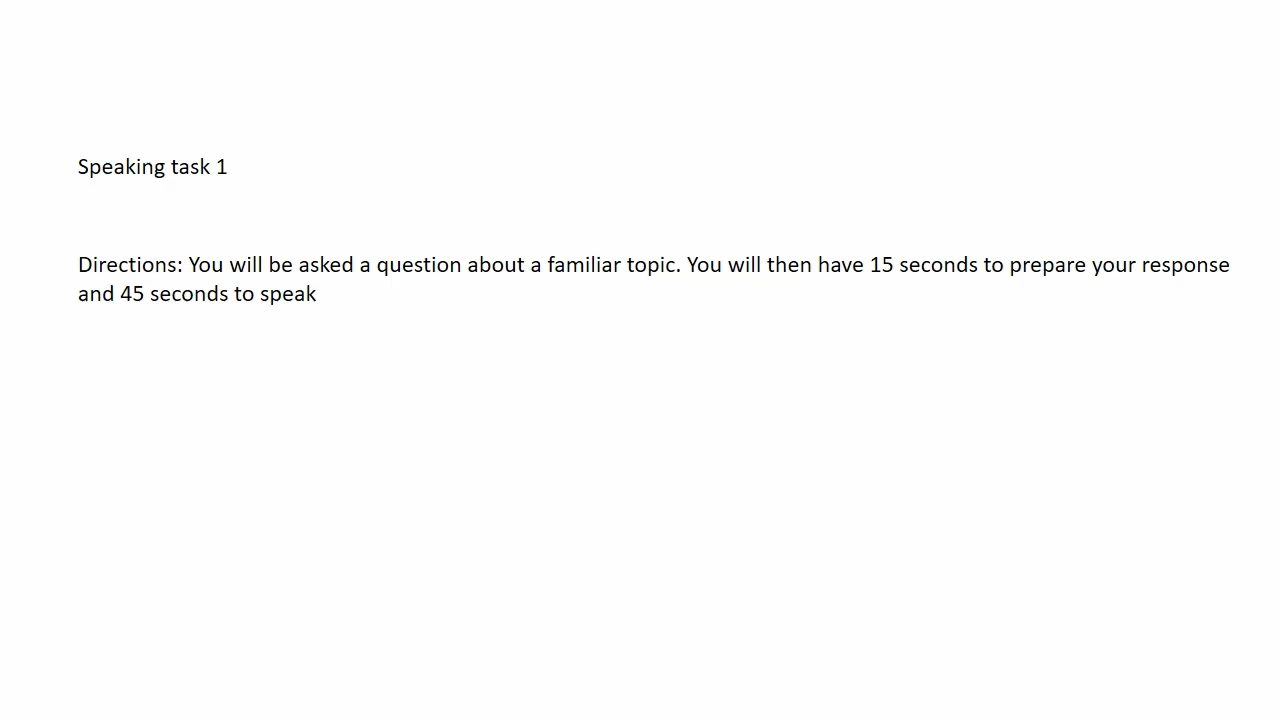 Speaking task 1
Directions: You will be asked a question about a familiar topic. You will then have 15 seconds to prepare your response
and 45 seconds to speak